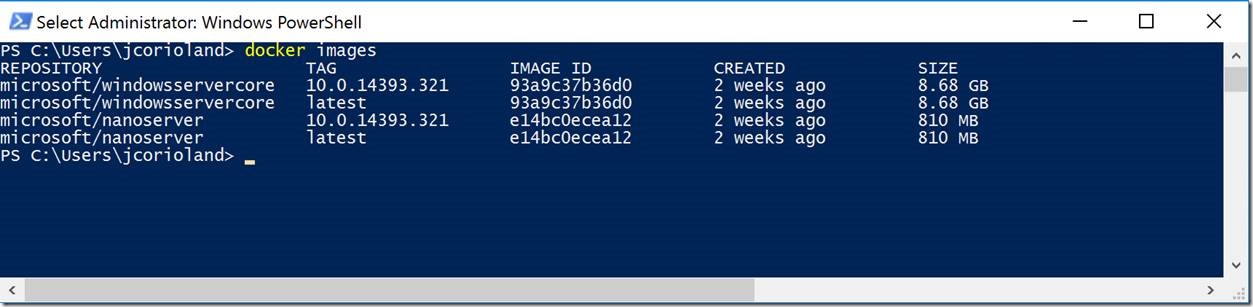 Select Administrator: Windows PowerShell
PS C:\Users\jcorioland> docker images
REPOSITORY TAG IMAGE ID CREATED SIZE
microsoft/windowsservercore 10.0.14393.321 93a9c37b36d0 2 weeks ago 8.68 GB
microsoft/windowsservercore latest 93a9c37b36d0 2 weeks ago 8.68 GB
microsoft/nanoserver 10.0.14393.321 e14bc0ecea12 2 weeks ago 810 MB
microsoft/nanoserver latest e14bc0ecea12 2 weeks ago 810 MB
PS C:\Users\jcorioland> _